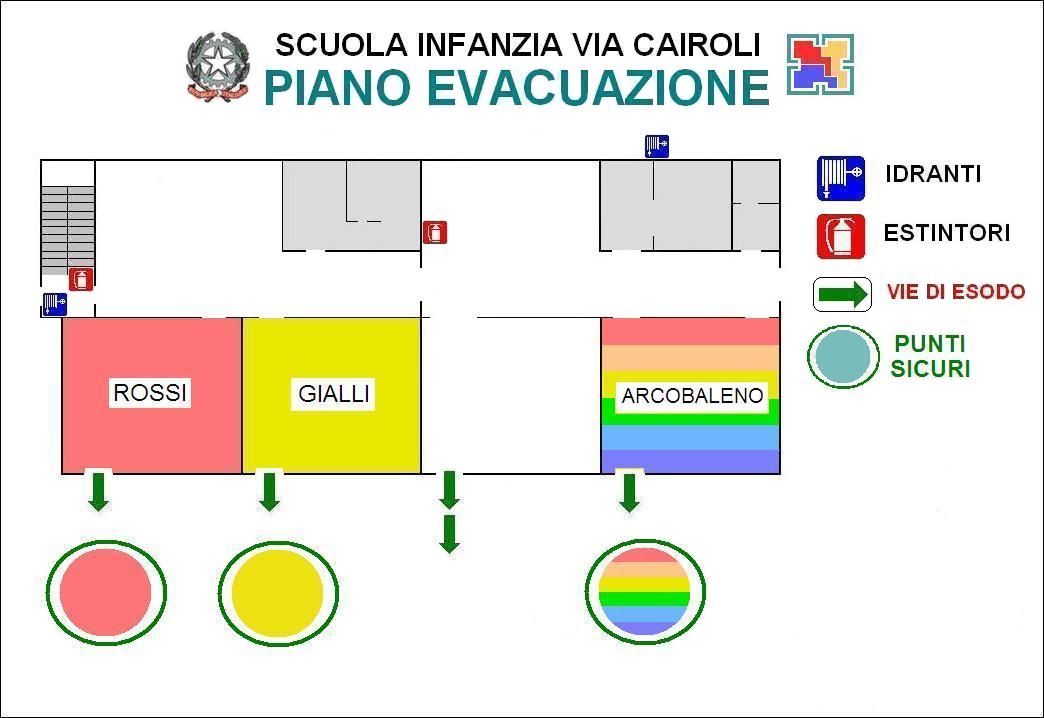 SCUOLA INFANZIA VIA CAIROLI
PIANO EVACUAZIONE
IDRANTI
ESTINTORI
VIE DI ESODO
PUNTI
SICURI
ROSSI
GIALLI
ARCOBALENO